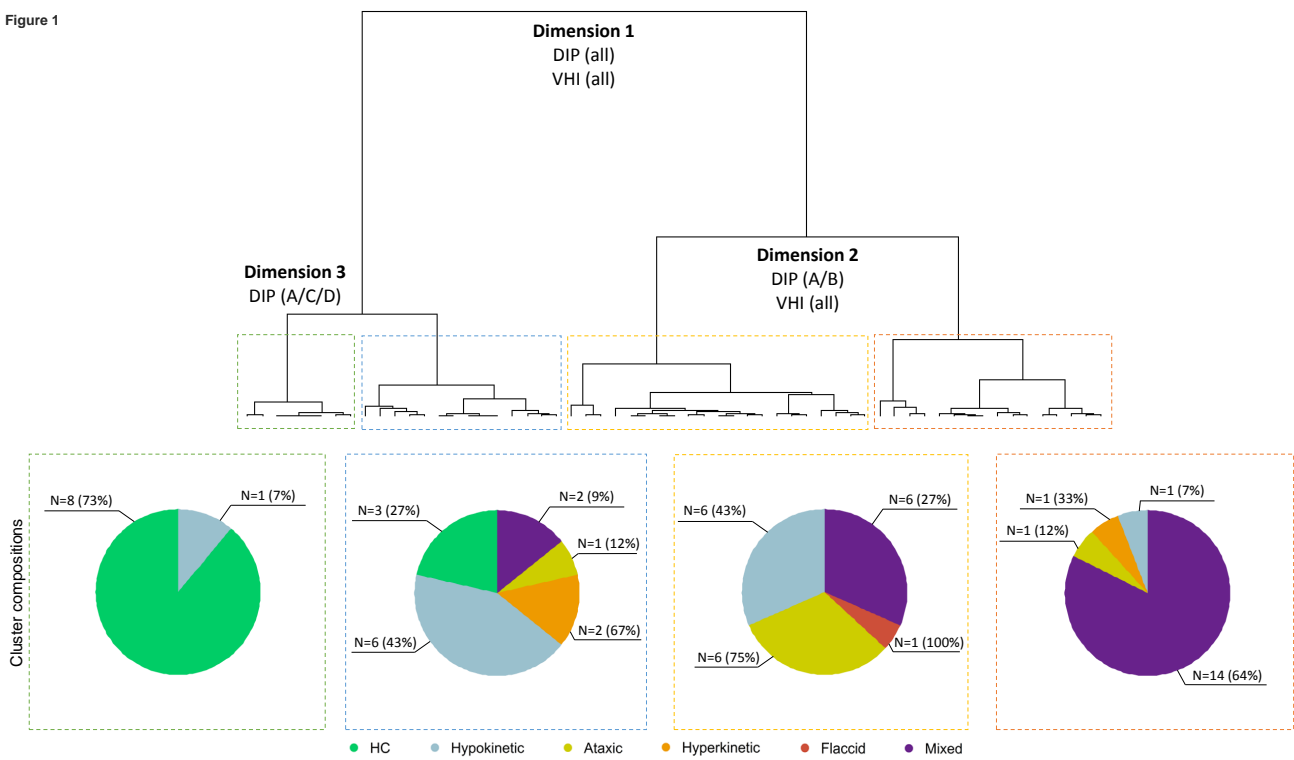 Figure 1
Dimension 1
DIP (all)
VHI (all)
Dimension 2
DIP (A/B)
VHI (all)
Dimension 3
DIP (A/C/D)
Cluster compositions
N=8 (73%)
N=1 (7%)
N=3 (27%)
N=2 (9%)
N=1 (12%)
N=6 (43%)
N=2 (67%)
N=6 (43%)
N=6 (27%)
N=6 (75%)
N=1 (100%)
N=1 (33%)
N=1 (7%)
N=1 (12%)
N=14 (64%)
HC Hypokinetic Ataxic Hyperkinetic Flaccid Mixed